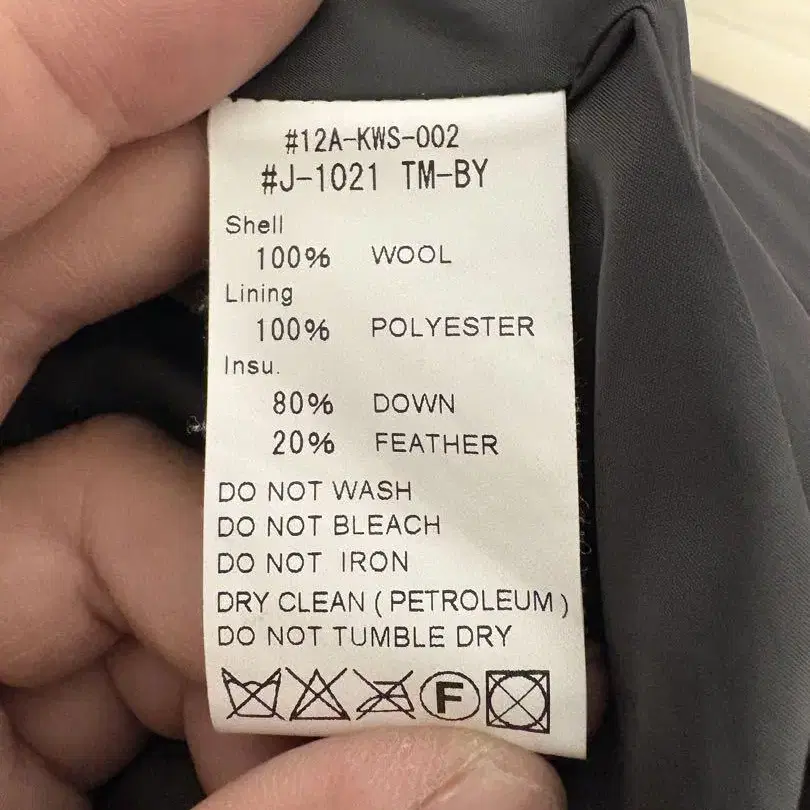 #12A-KWS-002
#J-1021 TM-BY
Shell
100% WOOL
Lining
100% POLYESTER
Insu.
80% DOWN
20% FEATHER
DO NOT WASH
DO NOT BLEACH
DO NOT IRON
DRY CLEAN ( PETROLEUM )
DO NOT TUMBLE DRY
F